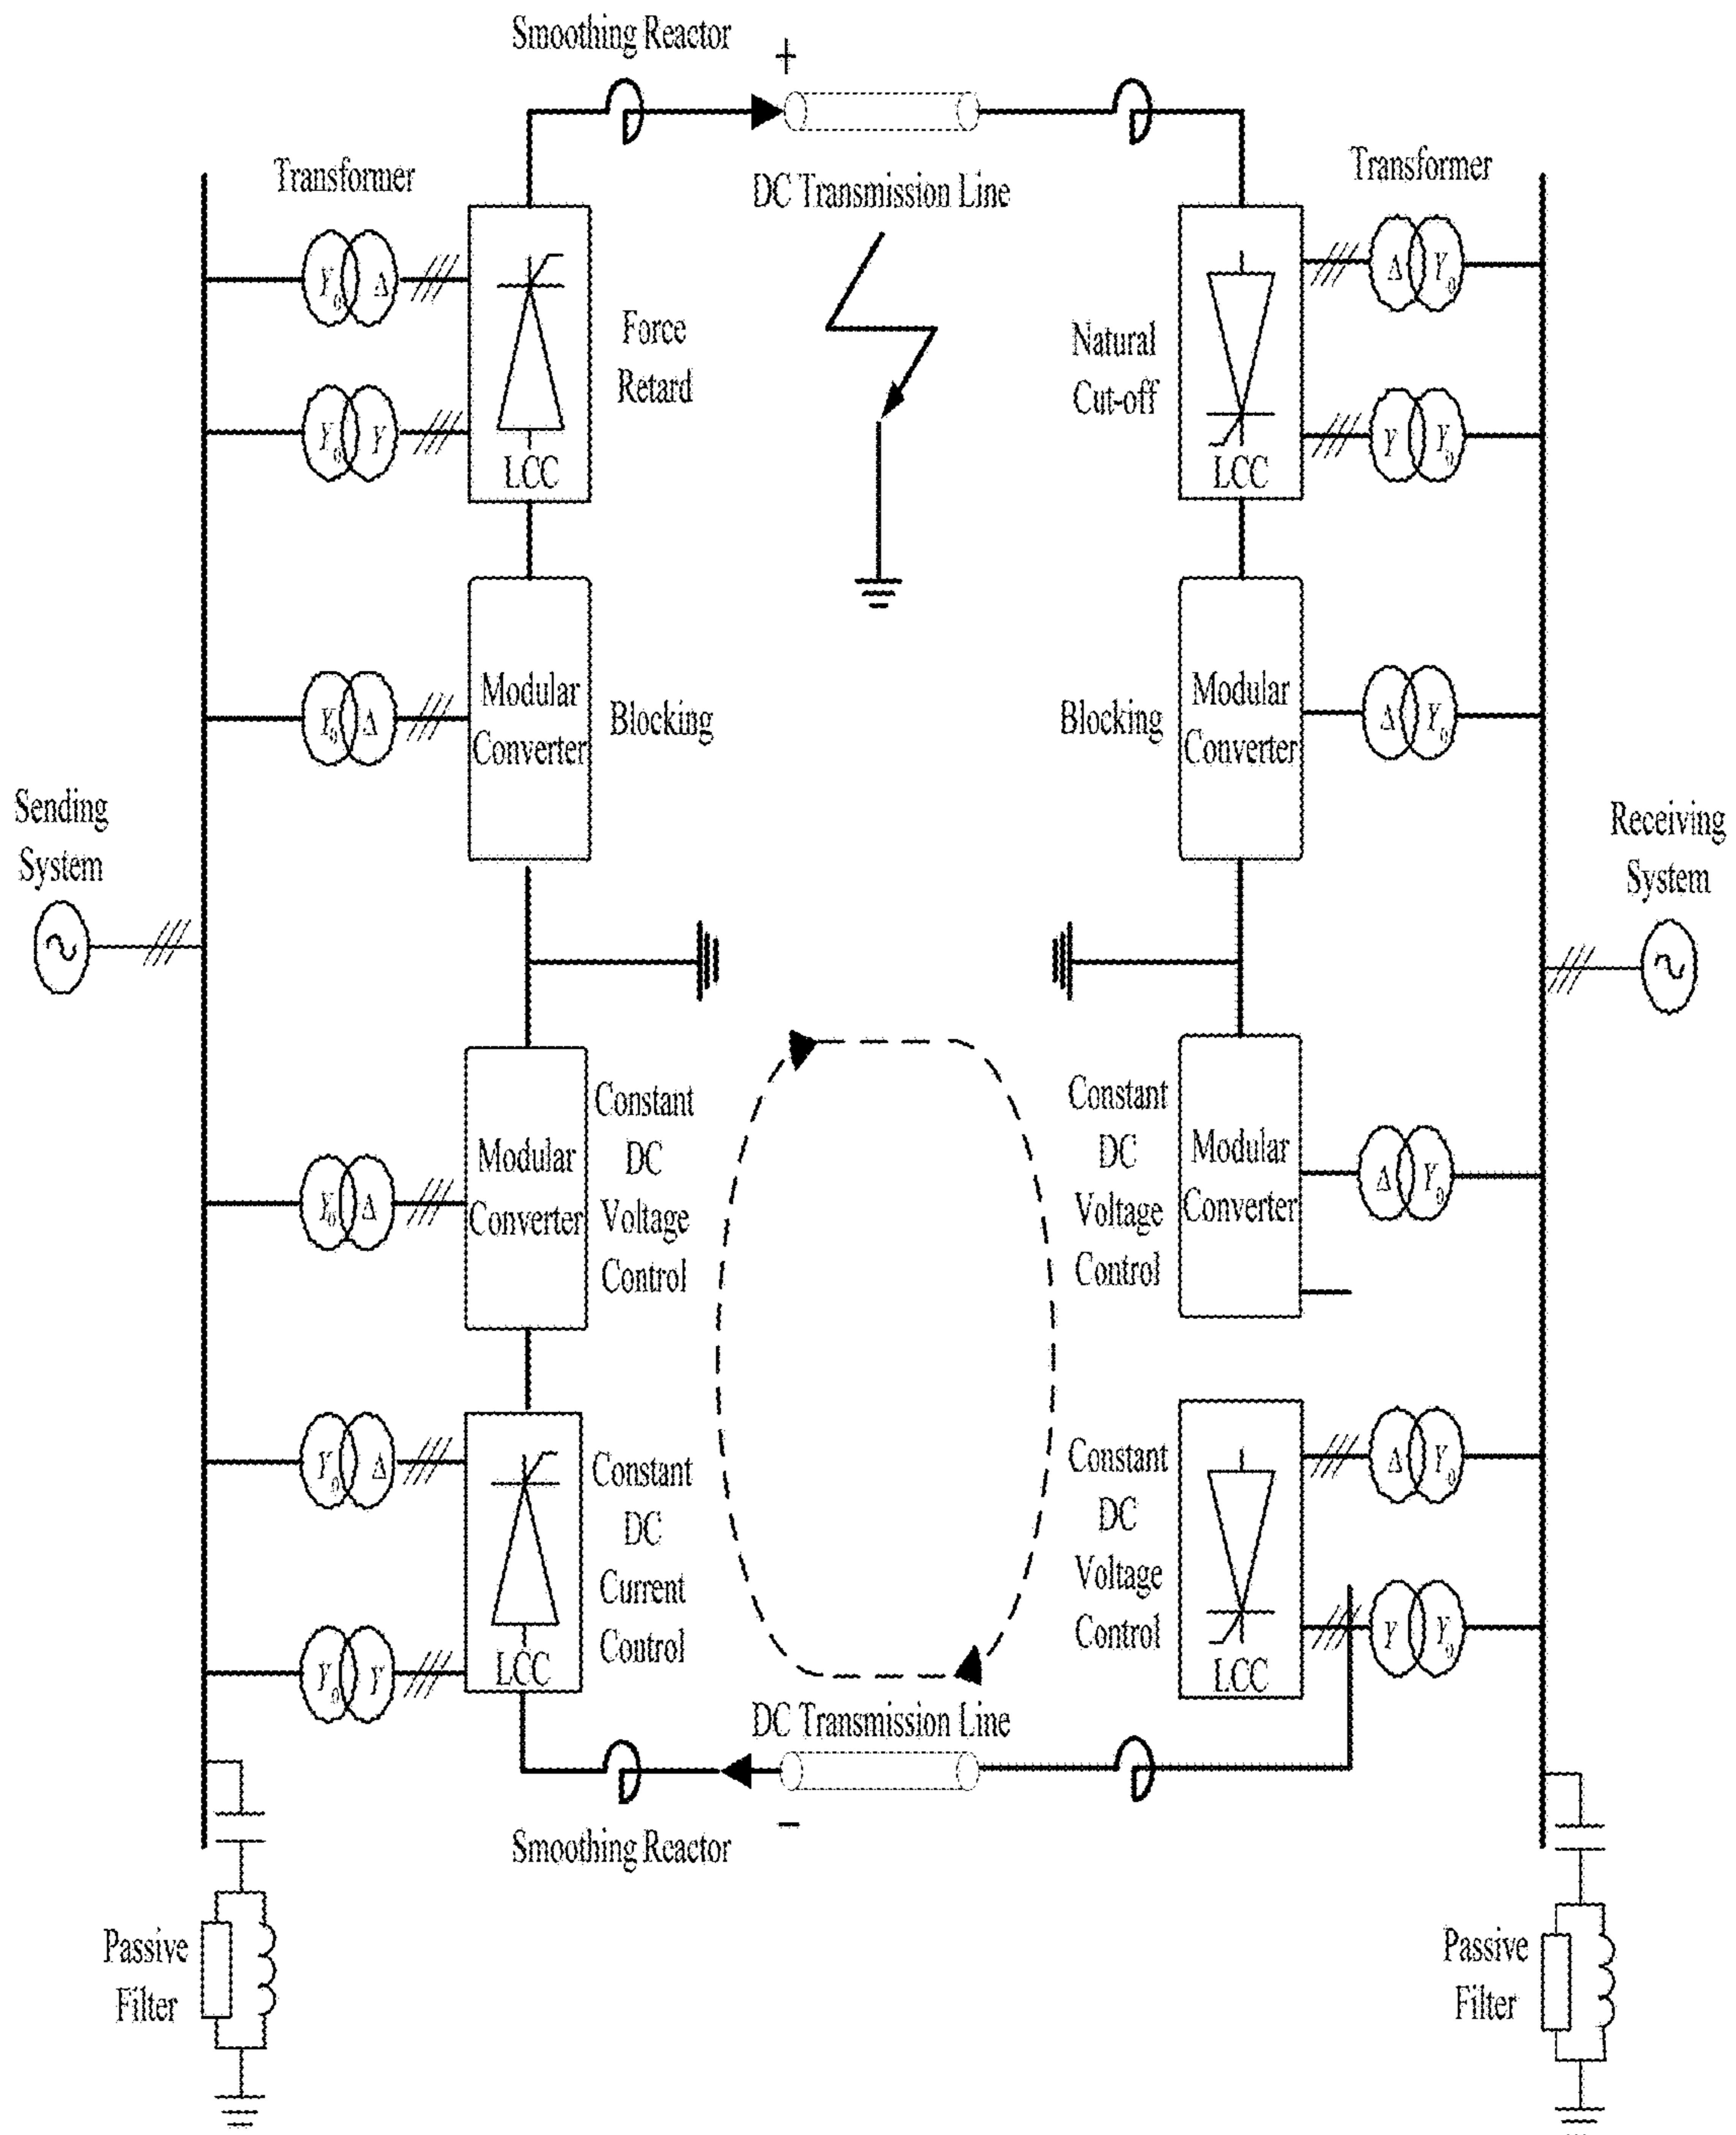 Smoothing Reactor
+
Transformer
DC Transmission Line
Transformer
Y0 Δ
Δ Y0
Force
Retard
Natural
Cut-off
Y0 Y
Y Y0
LCC
LCC
Modular
Converter
Blocking
Blocking
Modular
Converter
Y0 Δ
Δ Y0
Sending
System
Receiving
System
Constant
DC
Voltage
Control
Modular
Converter
Y0 Δ
Constant
DC
Voltage
Control
Modular
Converter
Δ Y0
Constant
DC
Current
Control
Y0 Δ
Y0 Y
LCC
Constant
DC
Voltage
Control
Δ Y0
Y Y0
LCC
DC Transmission Line
−
Smoothing Reactor
Passive
Filter
Passive
Filter